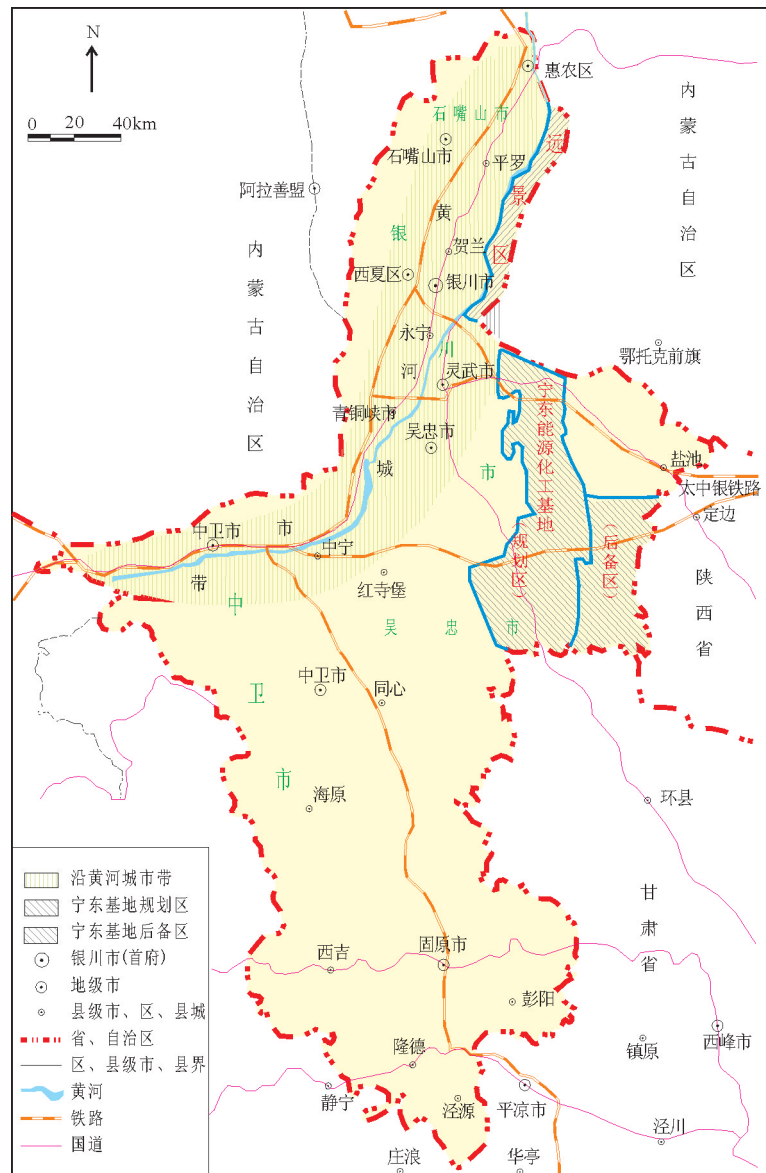 N
0 20 40km
惠农区
石嘴山市
石嘴山市
平罗
远景区
内蒙古自治区
阿拉善盟
黄河城市带
银川市
贺兰
西夏区
银川市
内蒙古自治区
永宁
鄂托克前旗
灵武市
青铜峡市
吴忠市
宁东能源化工基地
(规划区)
(后备区)
盐池
太中银铁路
定边
中卫市
中宁
红寺堡
陕西省
吴忠市
中卫市
中卫市
同心
海原
环县
甘肃省
西吉
固原市
彭阳
隆德
镇原
西峰市
静宁
泾源
平凉市
泾川
庄浪
华亭
沿黄河城市带
宁东基地规划区
宁东基地后备区
银川市(首府)
地级市
县级市、区、县城
省、自治区
区、县级市、县界
黄河
铁路
国道